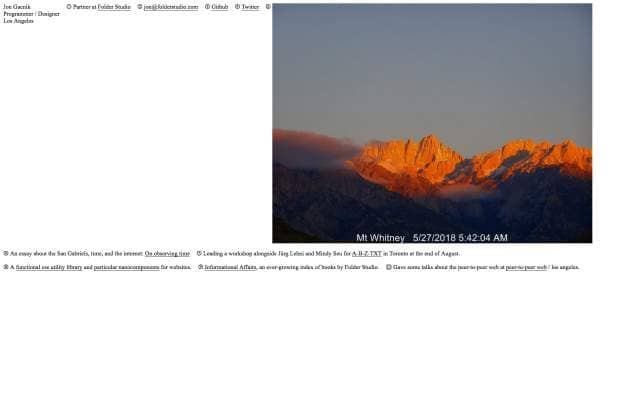 Jon Gacnik
Programmer / Designer
Los Angeles
Partner at Folder Studio jon@folderstudio.com Github Twitter
Mt Whitney 5/27/2018 5:42:04 AM
An essay about the San Gabriels, time, and the internet: On observing time Leading a workshop alongside Jürg Lehni and Mindy Seu for A-B-Z-TXT in Toronto at the end of August.
A functional css utility library and particular nanocomponents for websites. Informational Affairs, an ever-growing index of books by Folder Studio. Gave some talks about the peer-to-peer web at peer-to-peer web / los angeles.